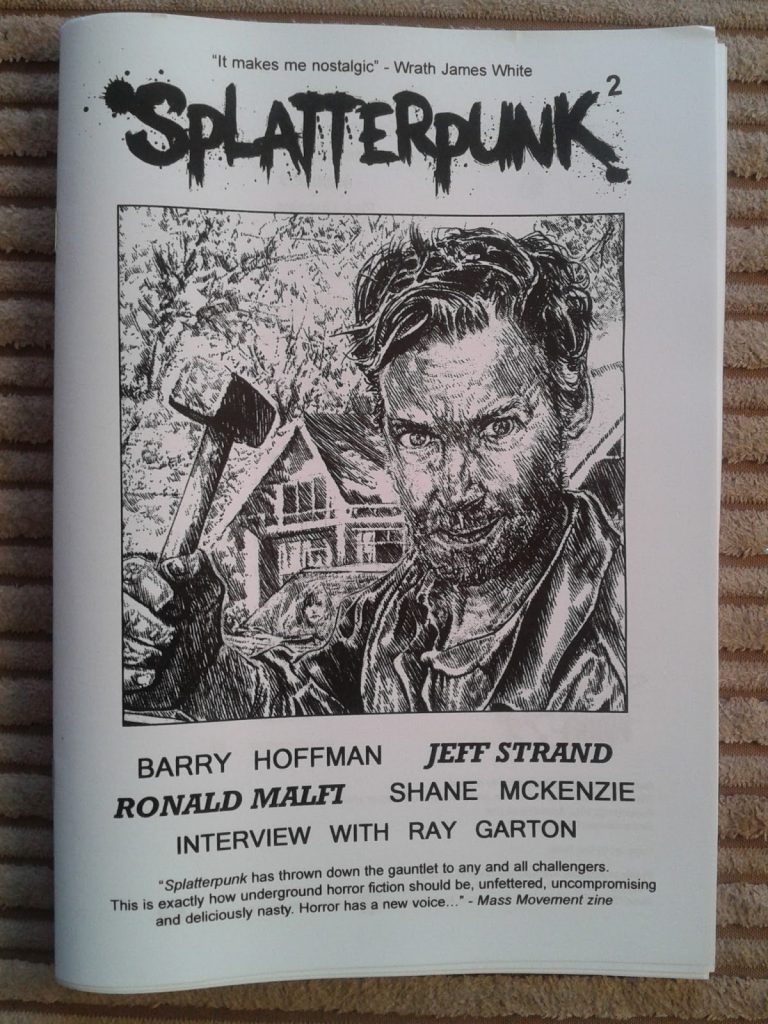 "It makes me nostalgic" - Wrath James White
SPLATTERPUNK 2
BARRY HOFFMAN JEFF STRAND
RONALD MALFI SHANE MCKENZIE
INTERVIEW WITH RAY GARTON
"Splatterpunk has thrown down the gauntlet to any and all challengers.
This is exactly how underground horror fiction should be, unfettered, uncompromising
and deliciously nasty. Horror has a new voice..." - Mass Movement zine